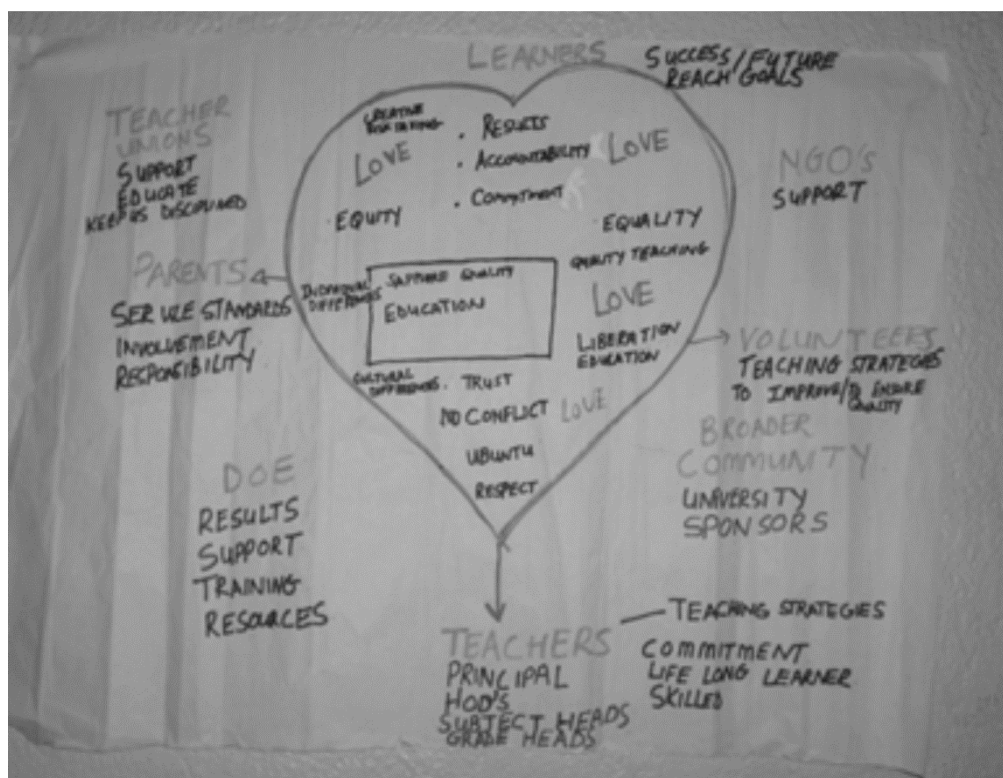 LEARNERS
SUCCESS/FUTURE
REACH GOALS
TEACHER
UNIONS
SUPPORT
EDUCATE
KEEP US DISCIPLINED
PARENTS
SERVICE STANDARDS
INVOLVEMENT
RESPONSIBILITY
DOE
RESULTS
SUPPORT
TRAINING
RESOURCES
CREATIVE
LOVE
. RESULTS
. ACCOUNTABILITY
. COMMITMENT
LOVE
. EQUITY
EQUALITY
QUALITY TEACHING
INDIVIDUAL
DIFFERENCES
SAPPHIRE QUALITY
EDUCATION
LOVE
LIBERATION
EDUCATION
CULTURAL
DIFFERENCES. TRUST
NO CONFLICT
LOVE
UBUNTU
RESPECT
NGO's
SUPPORT
VOLUNTEERS
TEACHING STRATEGIES
TO IMPROVE/TO ENSURE
QUALITY
BROADER
COMMUNITY
UNIVERSITY
SPONSORS
TEACHERS
PRINCIPAL
HOD'S
SUBJECT HEADS
GRADE HEADS
TEACHING STRATEGIES
COMMITMENT
LIFE LONG LEARNER
SKILLED